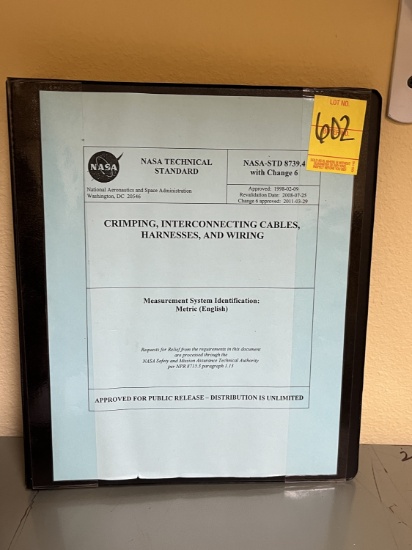 LOT NO.
602
NASA
NASA TECHNICAL
STANDARD
NASA-STD 8739.4
with Change 6
National Aeronautics and Space Administration
Washington, DC 20546
Approved: 1998-02-09
Revalidation Date: 2008-07-25
Change 6 approved: 2011-03-29
CRIMPING, INTERCONNECTING CABLES,
HARNESSES, AND WIRING
Measurement System Identification:
Metric (English)
Requests for Relief from the requirements in this document
are processed through the
NASA Safety and Mission Assurance Technical Authority,
per NPR 8715.3 paragraph 1.13
APPROVED FOR PUBLIC RELEASE – DISTRIBUTION IS UNLIMITED
2